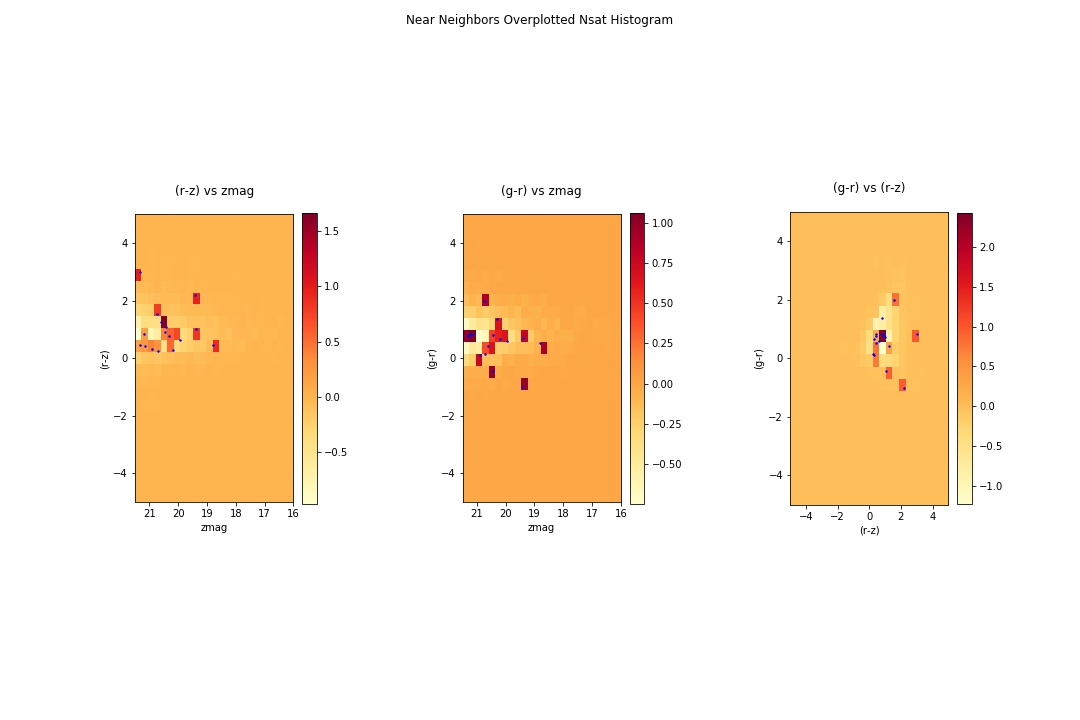 Near Neighbors Overplotted Nsat Histogram
(r-z) vs zmag
(g-r) vs zmag
(g-r) vs (r-z)
4
2
0
−2
−4
(r-z)
21 20 19 18 17 16
zmag
1.5
1.0
0.5
0.0
−0.5
4
2
0
−2
−4
(g-r)
21 20 19 18 17 16
zmag
1.00
0.75
0.50
0.25
0.00
−0.25
−0.50
4
2
0
−2
−4
(g-r)
−4 −2 0 2 4
(r-z)
2.0
1.5
1.0
0.5
0.0
−0.5
−1.0